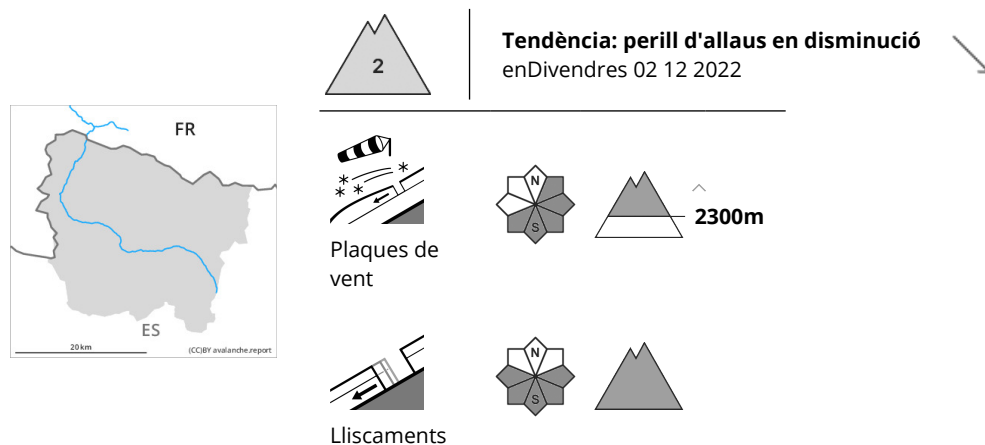 2
Tendència: perill d'allaus en disminució
enDivendres 02 12 2022
FR
ES
20 km
(CC)BY avalanche.report
N
S
2300m
Plaques de
vent
N
S
Lliscaments